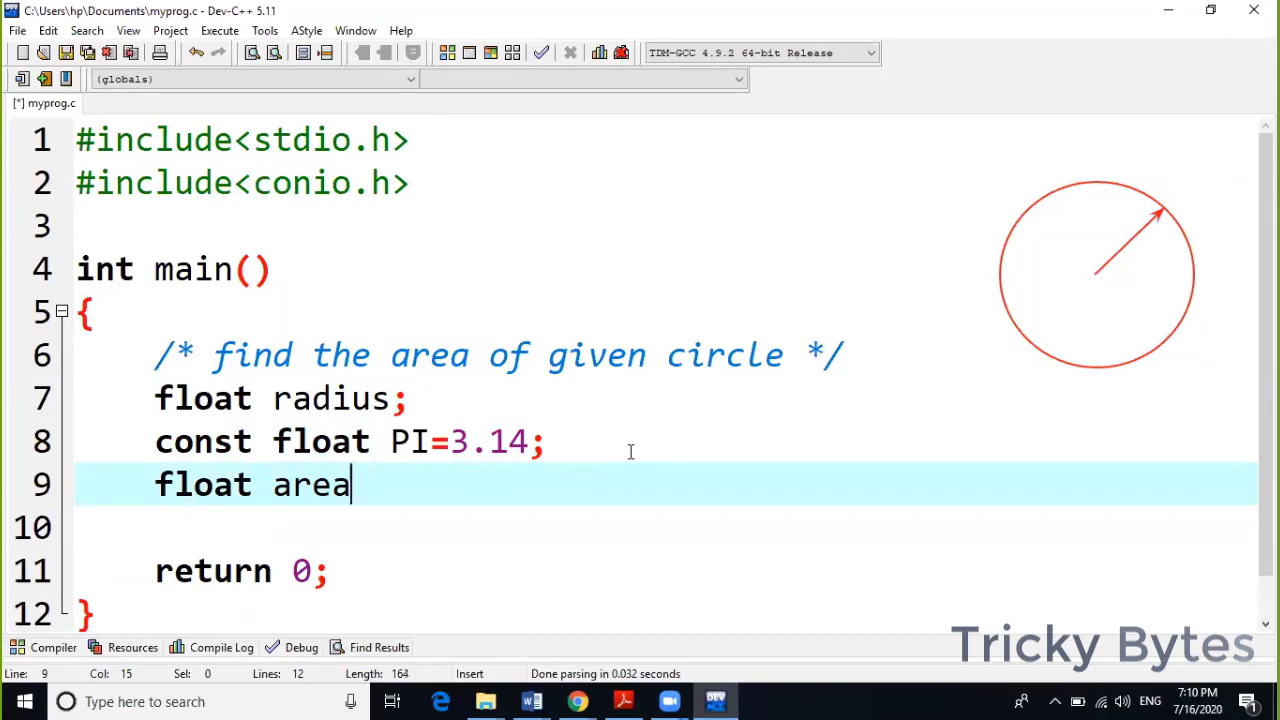 C:\Users\hp\Documents\myprog.c - Dev-C++ 5.11
File Edit Search View Project Execute Tools AStyle Window Help
TDM-GCC 4.9.2 64-bit Release
(globals)
[*] myprog.c
1 #include<stdio.h>
2 #include<conio.h>
3
4 int main()
5 {
6 /* find the area of given circle */
7 float radius;
8 const float PI=3.14;
9 float area
10
11 return 0;
12 }
Tricky Bytes
Compiler Resources Compile Log Debug Find Results
Line: 9 Col: 15 Sel: 0 Lines: 12 Length: 164 Insert Done parsing in 0.032 seconds
Type here to search
W
DEV
ENG
7:10 PM
7/16/2020
1